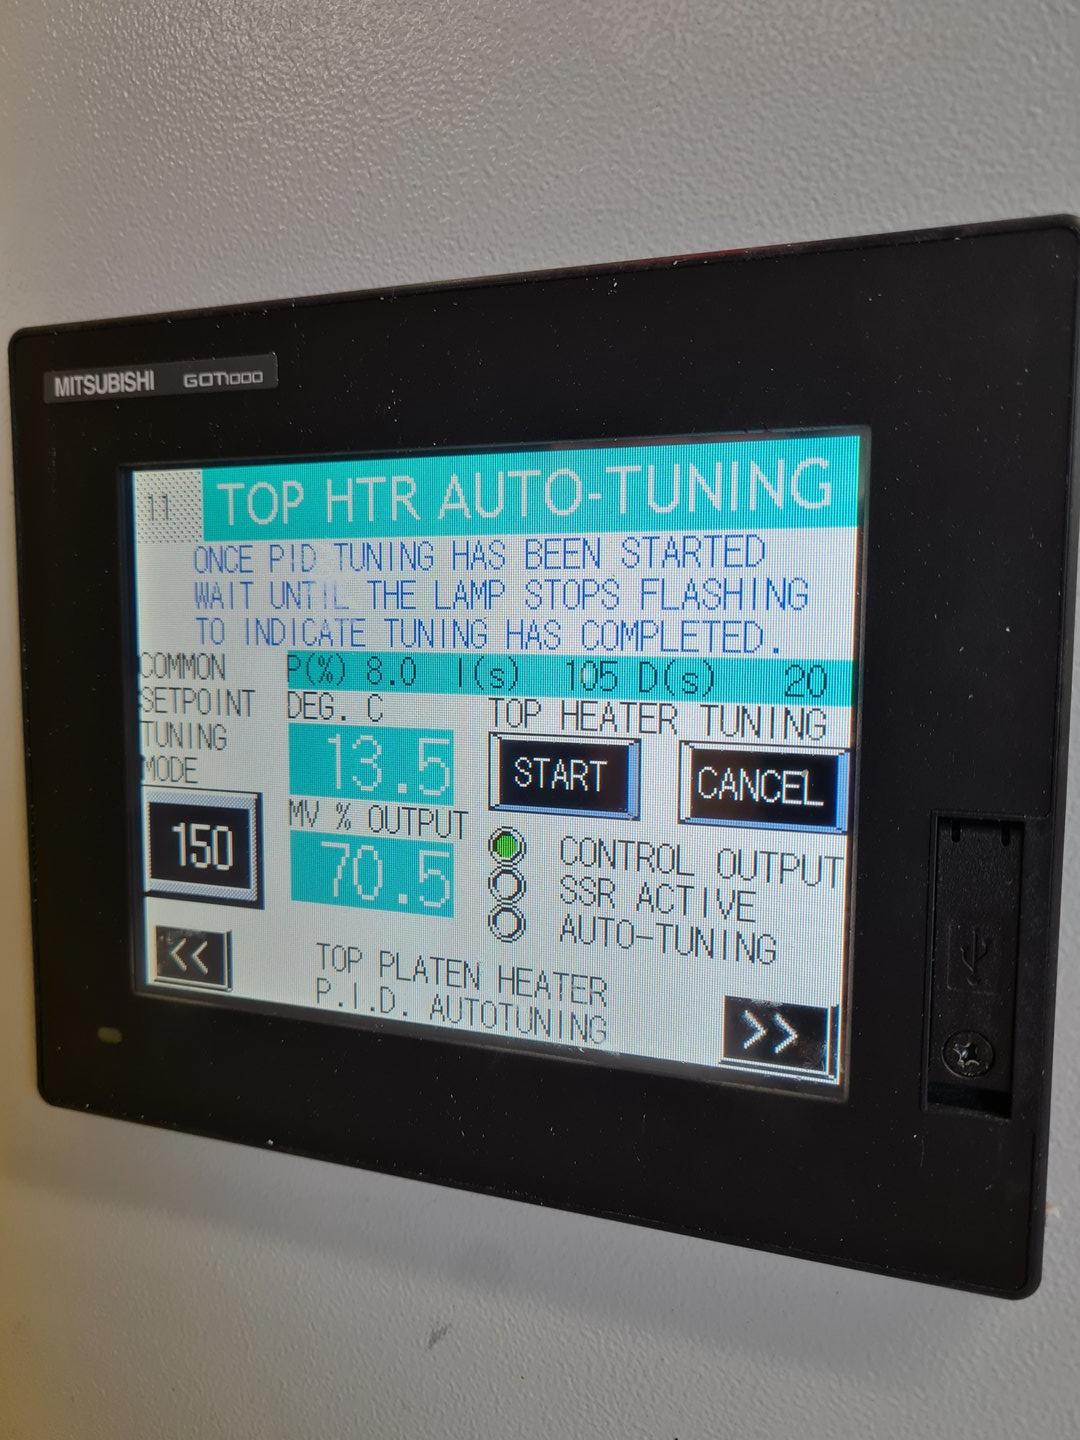 MITSUBISHI GOT1000
11 TOP HTR AUTO-TUNING
ONCE PID TUNING HAS BEEN STARTED
WAIT UNTIL THE LAMP STOPS FLASHING
TO INDICATE TUNING HAS COMPLETED.
COMMON
SETPOINT
TUNING
MODE
150
P(%) 8.0 I(s) 105 D(s) 20
DEG. C
13.5
MV % OUTPUT
70.5
TOP HEATER TUNING
START CANCEL
CONTROL OUTPUT
SSR ACTIVE
AUTO-TUNING
<<
TOP PLATEN HEATER
P.I.D. AUTOTUNING
>>